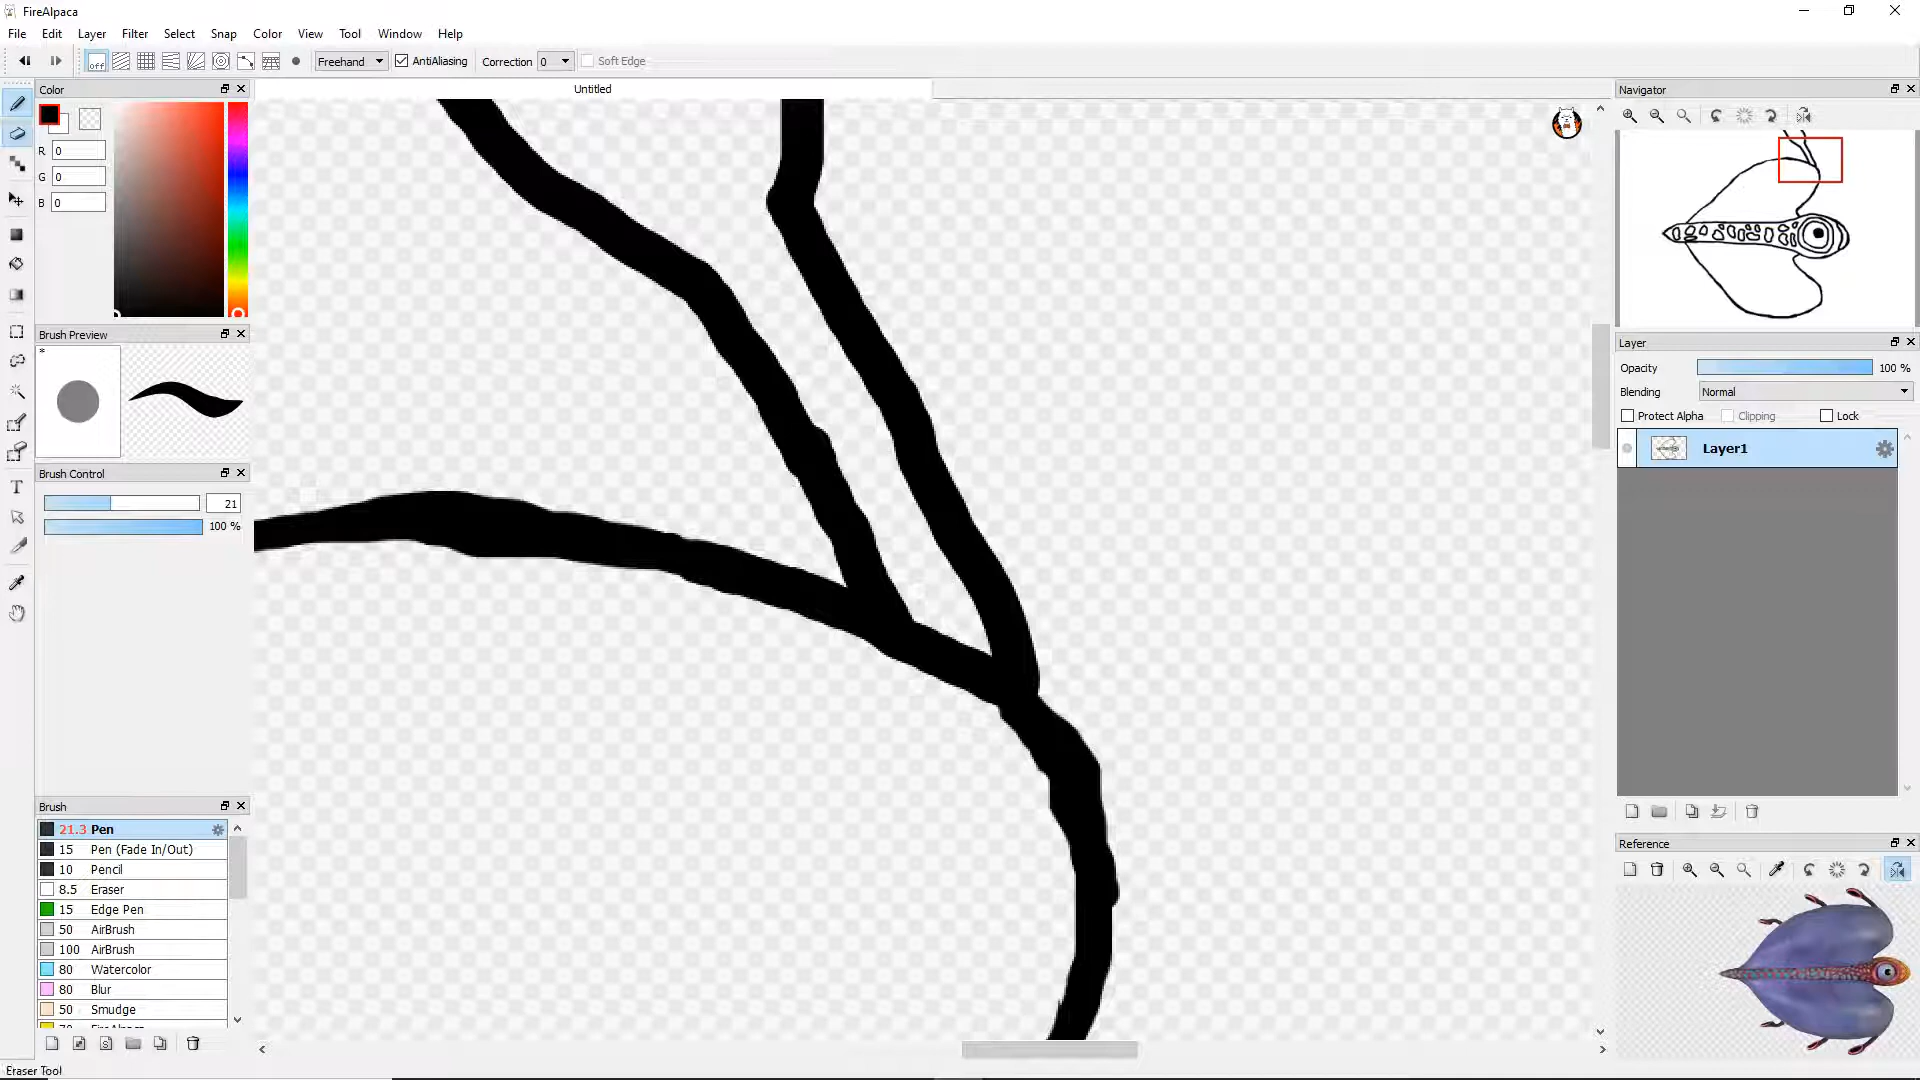 FireAlpaca
File Edit Layer Filter Select Snap Color View Tool Window Help
off Freehand AntiAliasing Correction 0 Soft Edge
Color
Untitled
Navigator
R 0
G 0
B 0
Brush Preview
*
Layer
Opacity 100 %
Blending Normal
Protect Alpha Clipping Lock
Layer1
Brush Control
21
100 %
Brush
21.3 Pen
15 Pen (Fade In/Out)
10 Pencil
8.5 Eraser
15 Edge Pen
50 AirBrush
100 AirBrush
80 Watercolor
80 Blur
50 Smudge
Reference
Eraser Tool